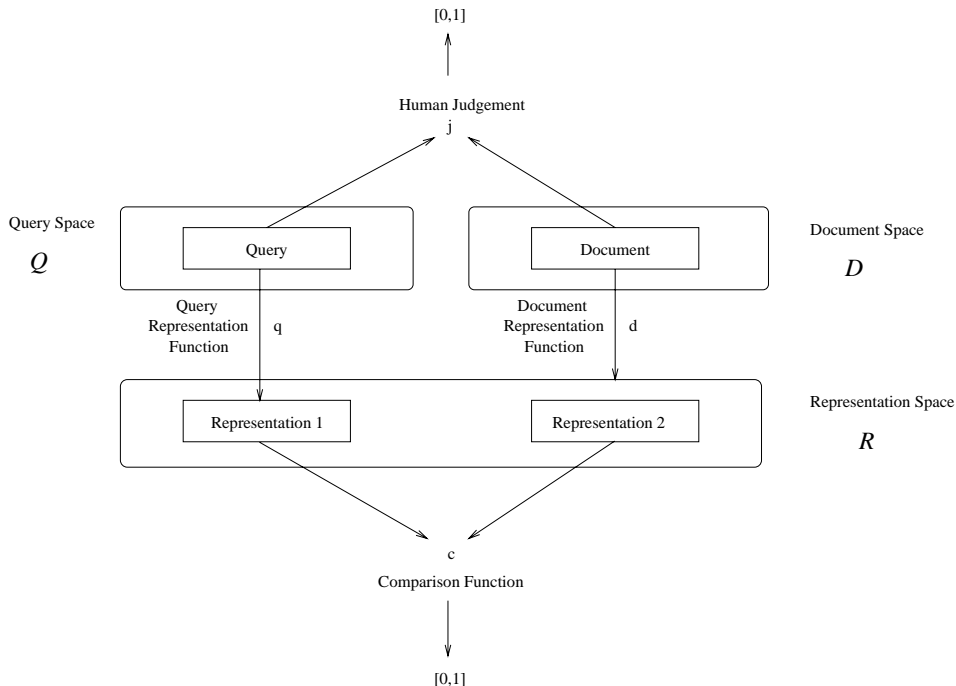 [0,1]
Human Judgement
j
Query Space
Q
Query
Document
Document Space
D
Query
Representation
Function
q
Document
Representation
Function
d
Representation 1
Representation 2
Representation Space
R
c
Comparison Function
[0,1]